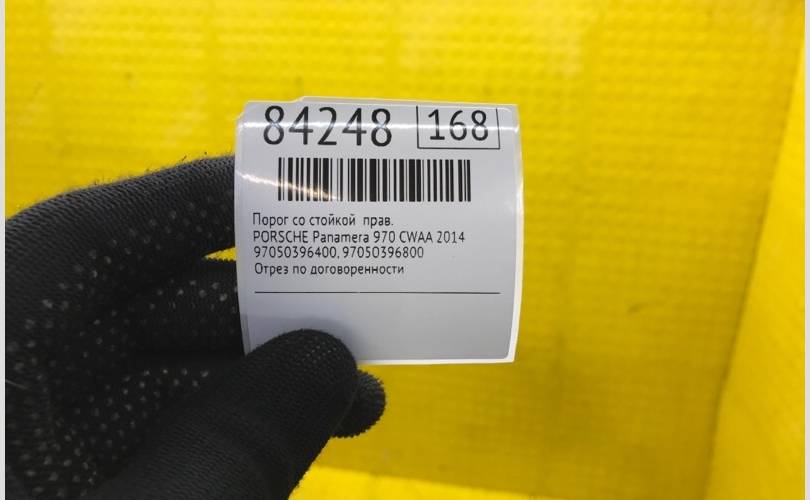 84248 168
Порог со стойкой прав.
PORSCHE Panamera 970 CWAA 2014
97050396400, 97050396800
Отрез по договоренности